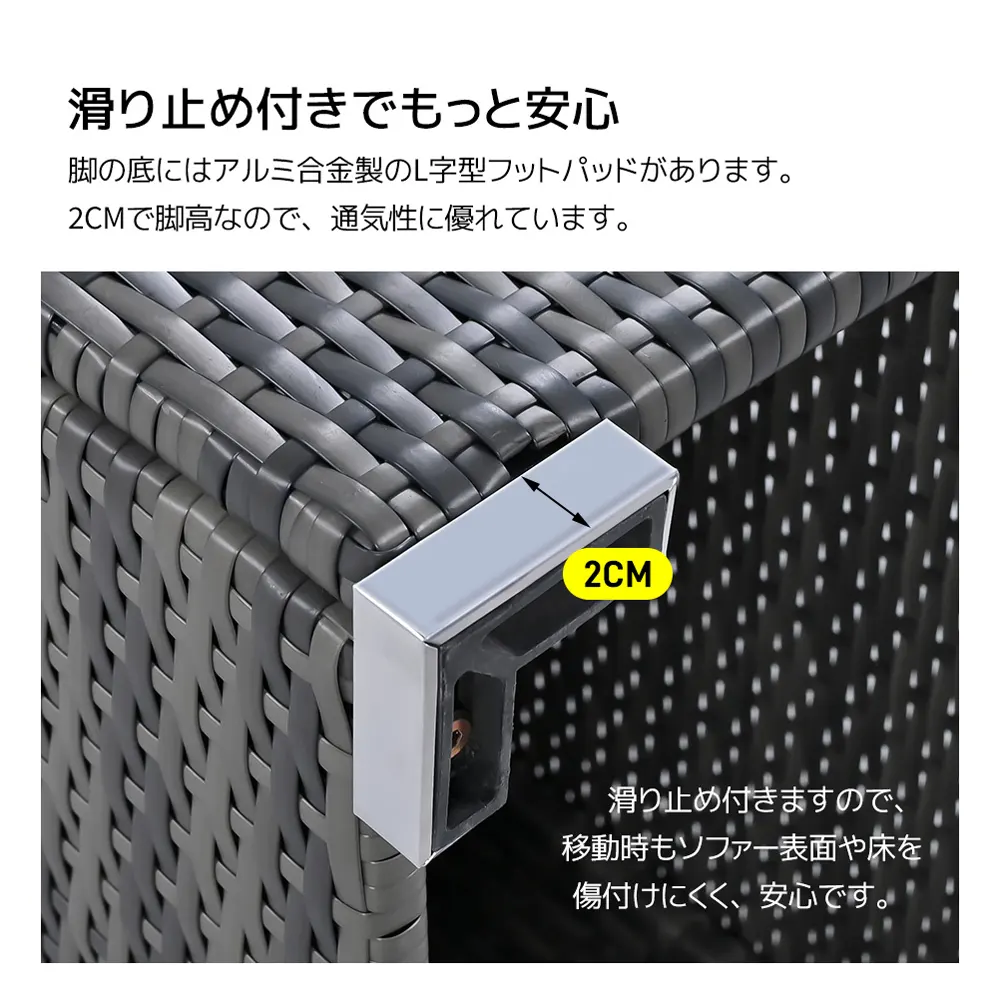 滑り止め付きでもっと安心
脚の底にはアルミ合金製のL字型フットパッドがあります。
2CMで脚高なので、通気性に優れています。
2CM
滑り止め付きますので、
移動時もソファー表面や床を
傷付けにくく、安心です。